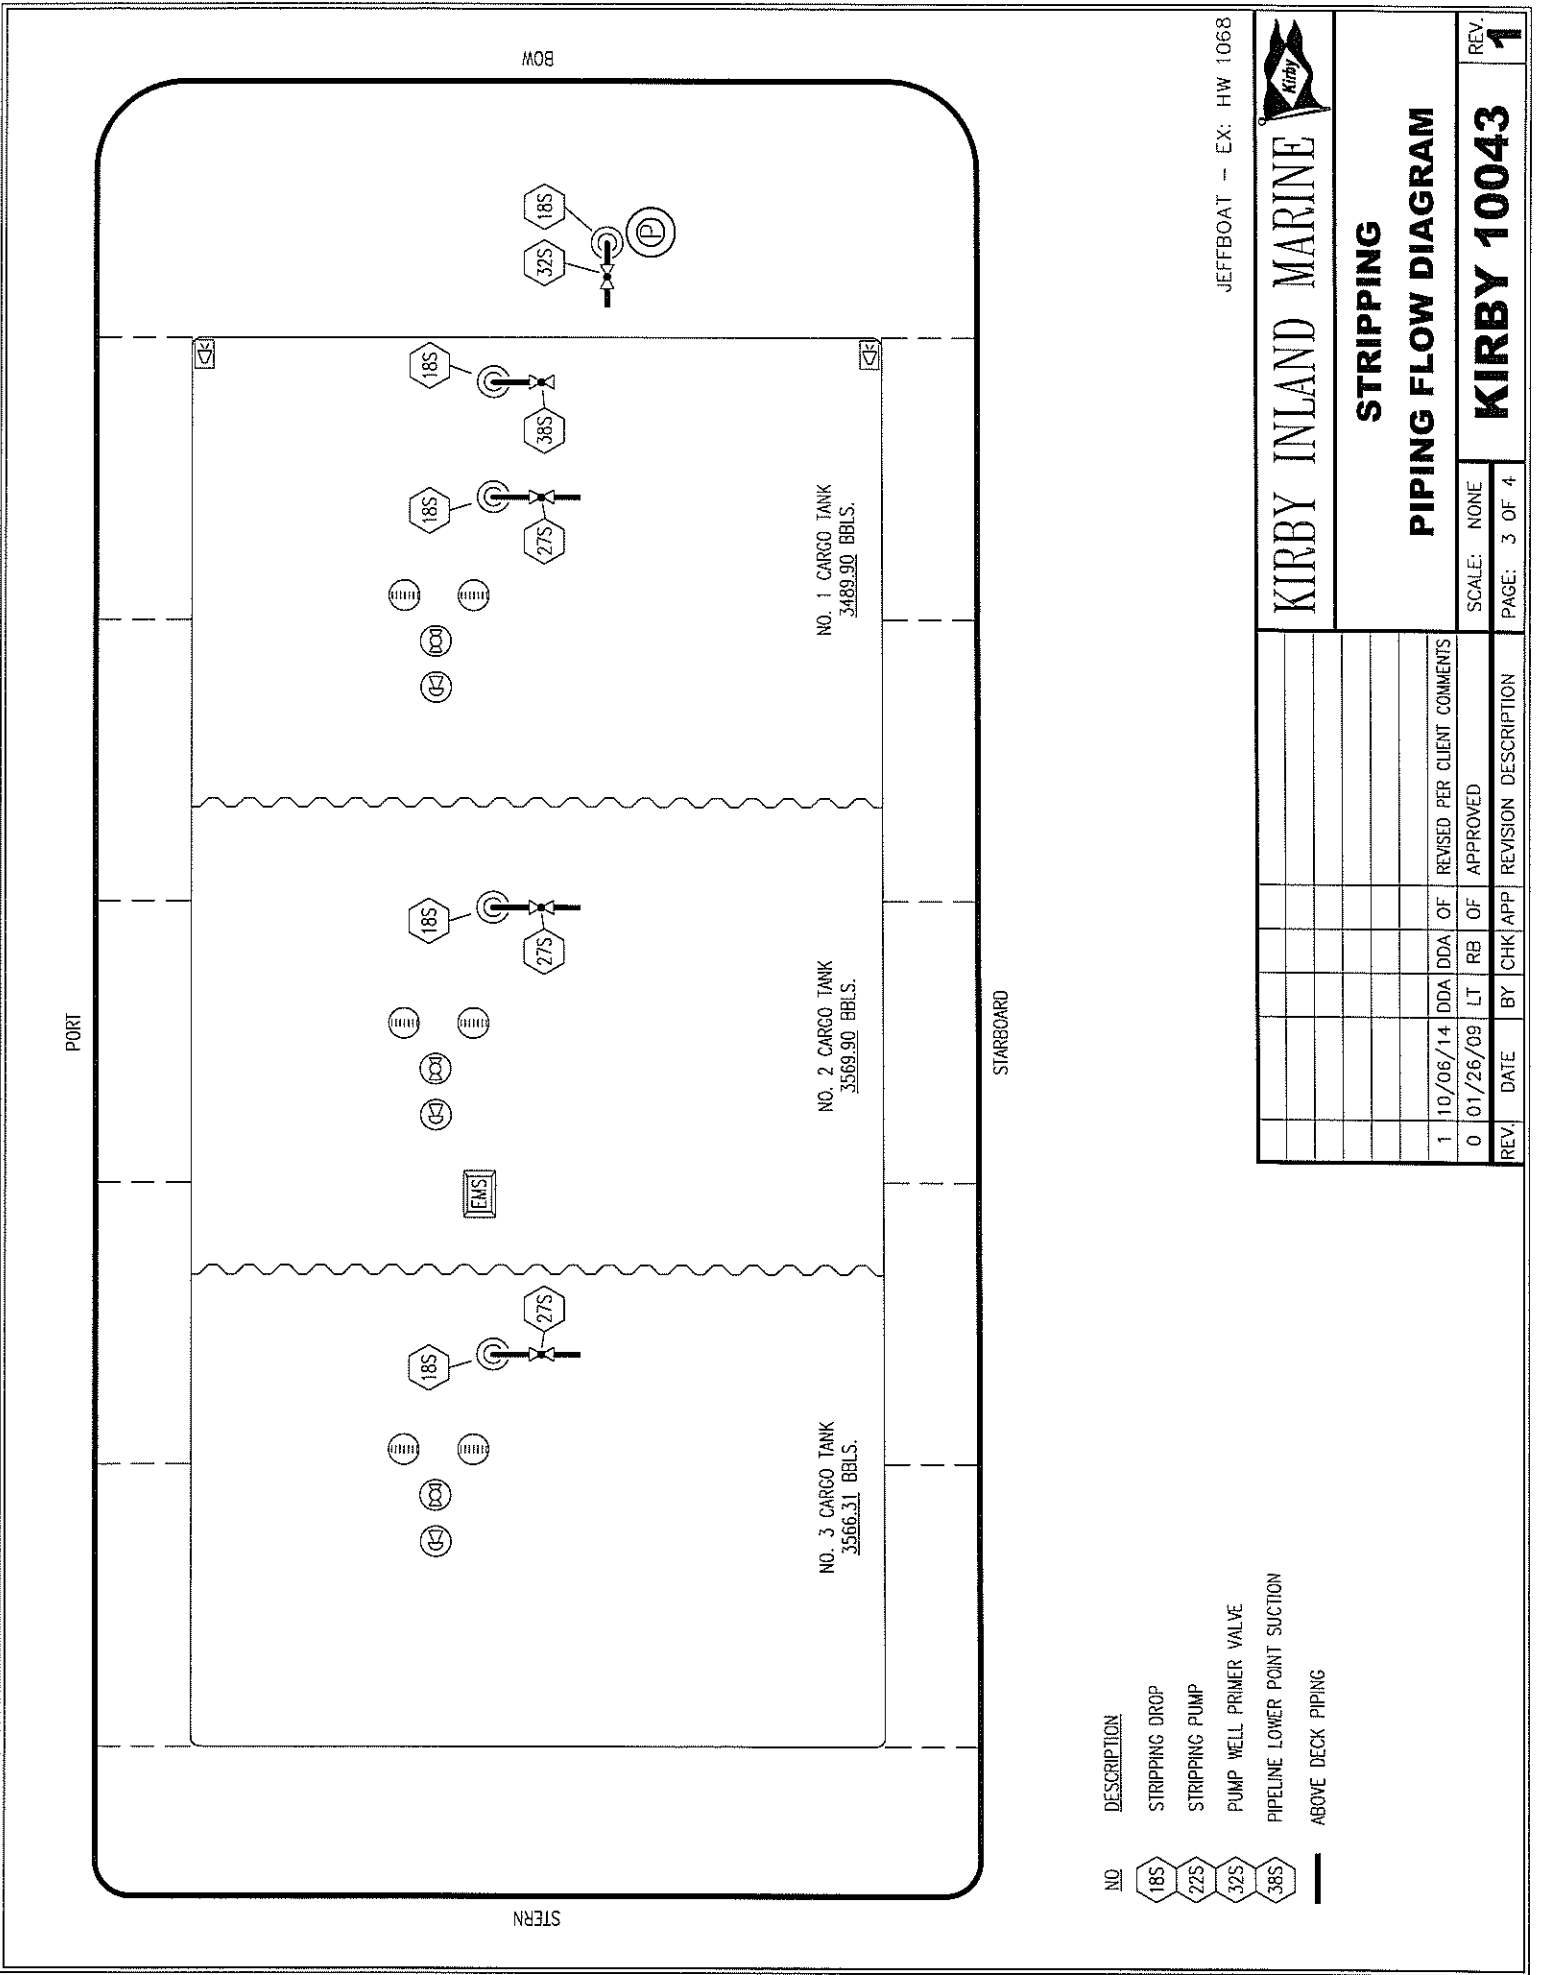 PORT
STERN
BOW
18S
27S
NO. 3 CARGO TANK
3566.31 BBLS.
EMS
18S
27S
NO. 2 CARGO TANK
3569.90 BBLS.
18S
27S
18S
38S
NO. 1 CARGO TANK
3489.90 BBLS.
32S
18S
P
STARBOARD
NO DESCRIPTION
18S STRIPPING DROP
22S STRIPPING PUMP
32S PUMP WELL PRIMER VALVE
38S PIPELINE LOWER POINT SUCTION
ABOVE DECK PIPING
JEFFBOAT - EX: HW 1068
1 10/06/14 DDA DDA OF REVISED PER CLIENT COMMENTS
0 01/26/09 LT RB OF APPROVED
REV. DATE BY CHK APP REVISION DESCRIPTION
KIRBY INLAND MARINE
Kirby
STRIPPING
PIPING FLOW DIAGRAM
SCALE: NONE
PAGE: 3 OF 4
KIRBY 10043
REV.
1